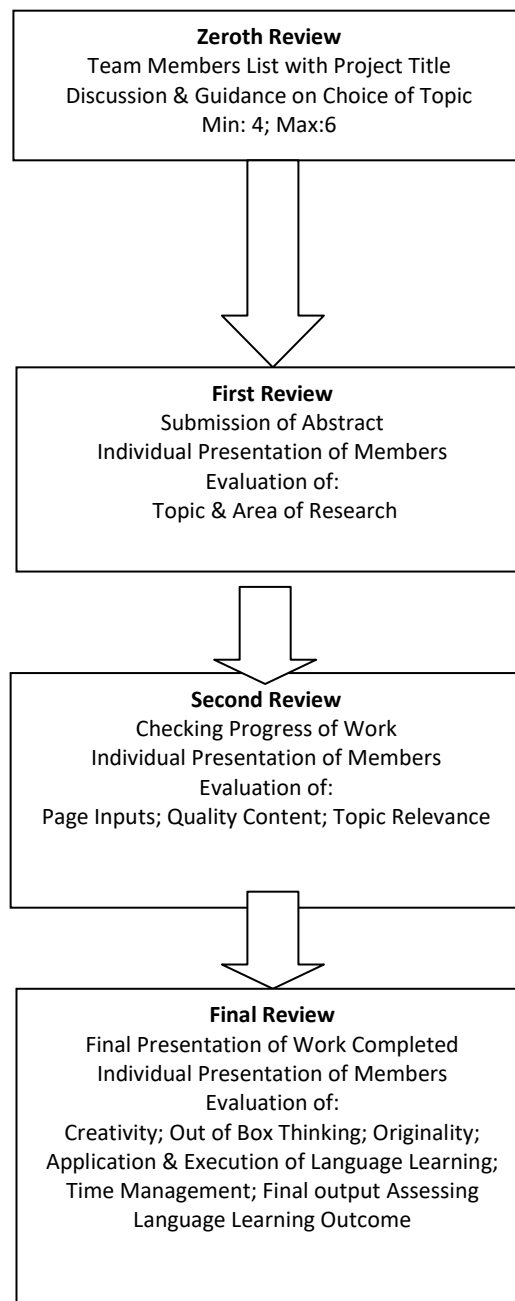 Zeroth Review
Team Members List with Project Title
Discussion & Guidance on Choice of Topic
Min: 4; Max:6
First Review
Submission of Abstract
Individual Presentation of Members
Evaluation of:
Topic & Area of Research
Second Review
Checking Progress of Work
Individual Presentation of Members
Evaluation of:
Page Inputs; Quality Content; Topic Relevance
Final Review
Final Presentation of Work Completed
Individual Presentation of Members
Evaluation of:
Creativity; Out of Box Thinking; Originality;
Application & Execution of Language Learning;
Time Management; Final output Assessing
Language Learning Outcome